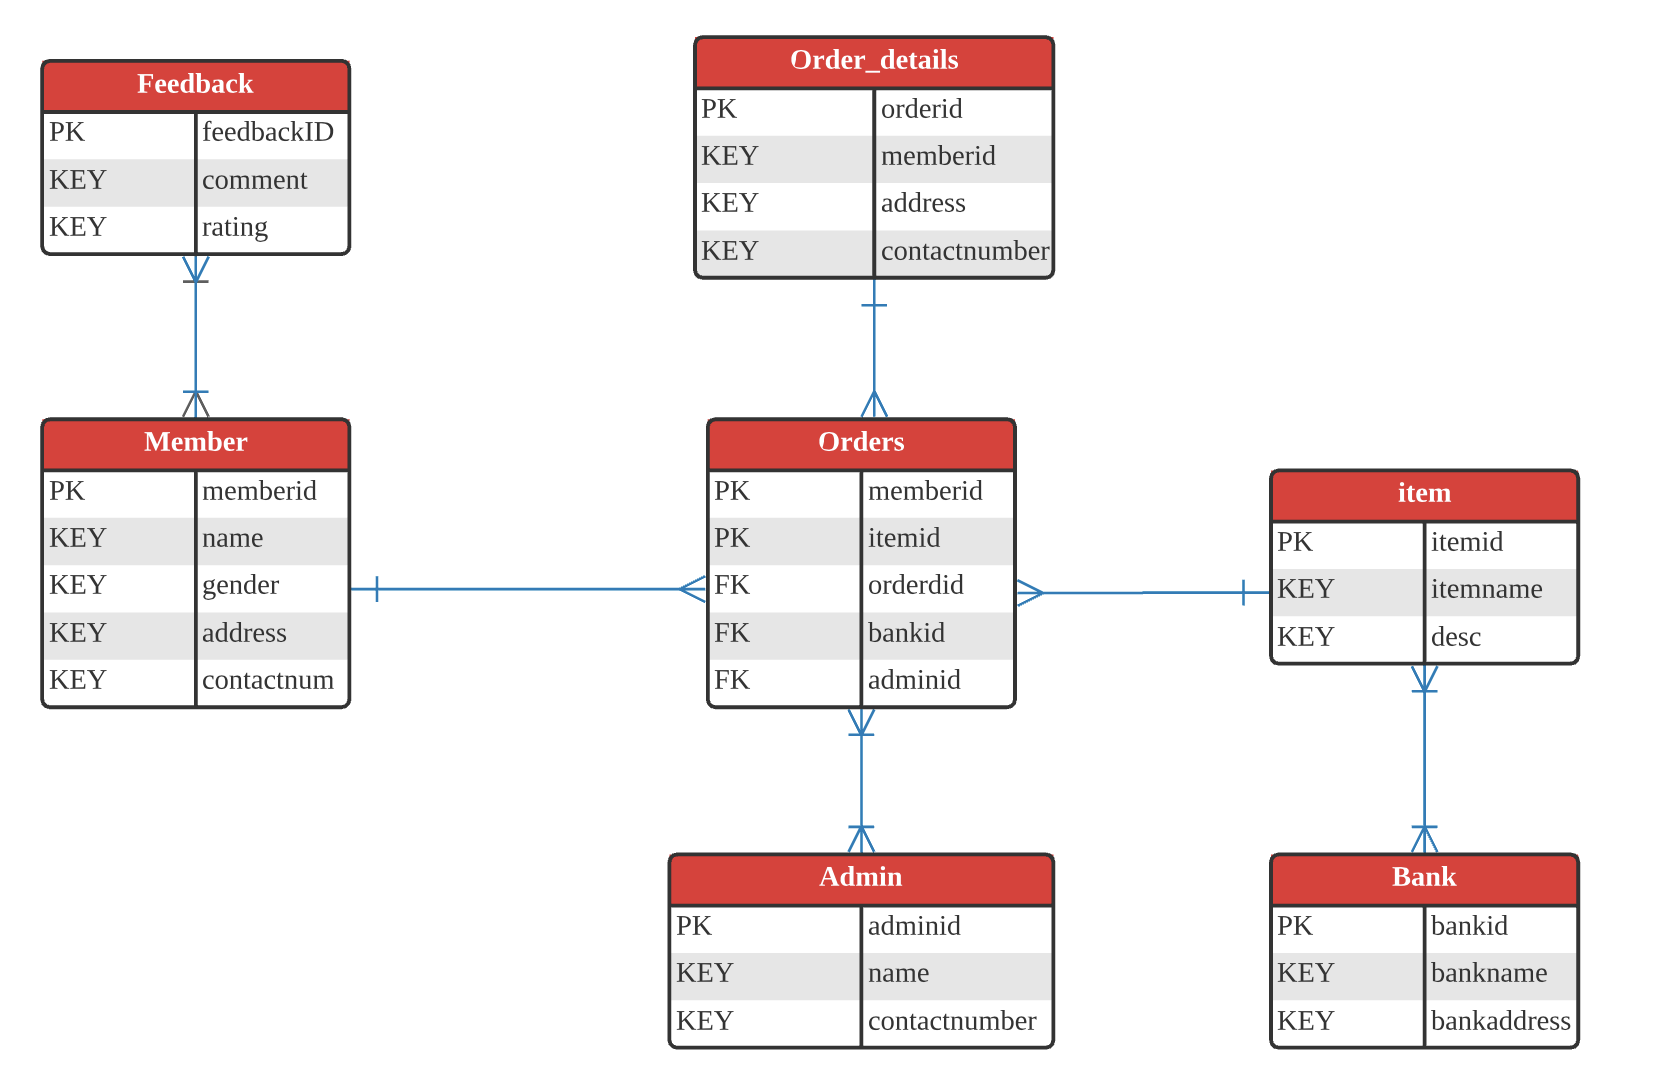 Feedback
PK feedbackID
KEY comment
KEY rating
Order_details
PK orderid
KEY memberid
KEY address
KEY contactnumber
Member
PK memberid
KEY name
KEY gender
KEY address
KEY contactnum
Orders
PK memberid
PK itemid
FK orderdid
FK bankid
FK adminid
item
PK itemid
KEY itemname
KEY desc
Admin
PK adminid
KEY name
KEY contactnumber
Bank
PK bankid
KEY bankname
KEY bankaddress